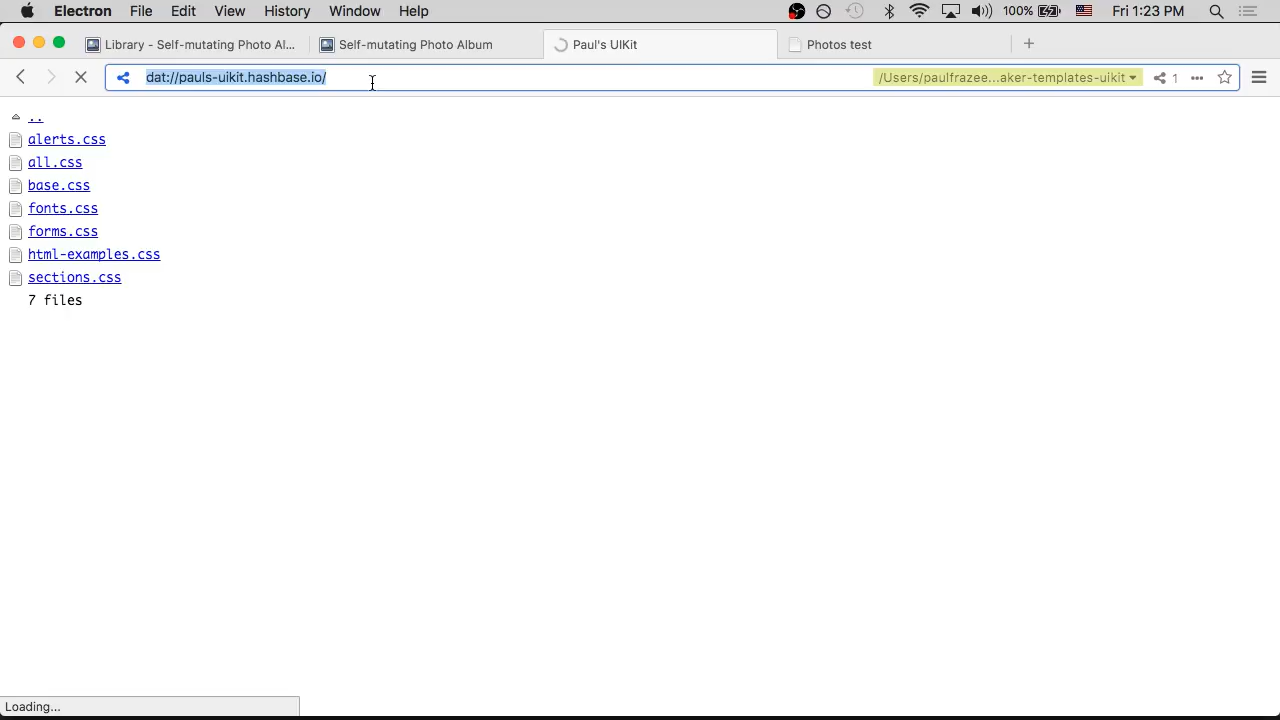 Electron File Edit View History Window Help 100% Fri 1:23 PM
Library - Self-mutating Photo Al... Self-mutating Photo Album Paul's UIKit Photos test
dat://pauls-uikit.hashbase.io/ /Users/paulfrazee...aker-templates-uikit 1
..
alerts.css
all.css
base.css
fonts.css
forms.css
html-examples.css
sections.css
7 files
Loading...